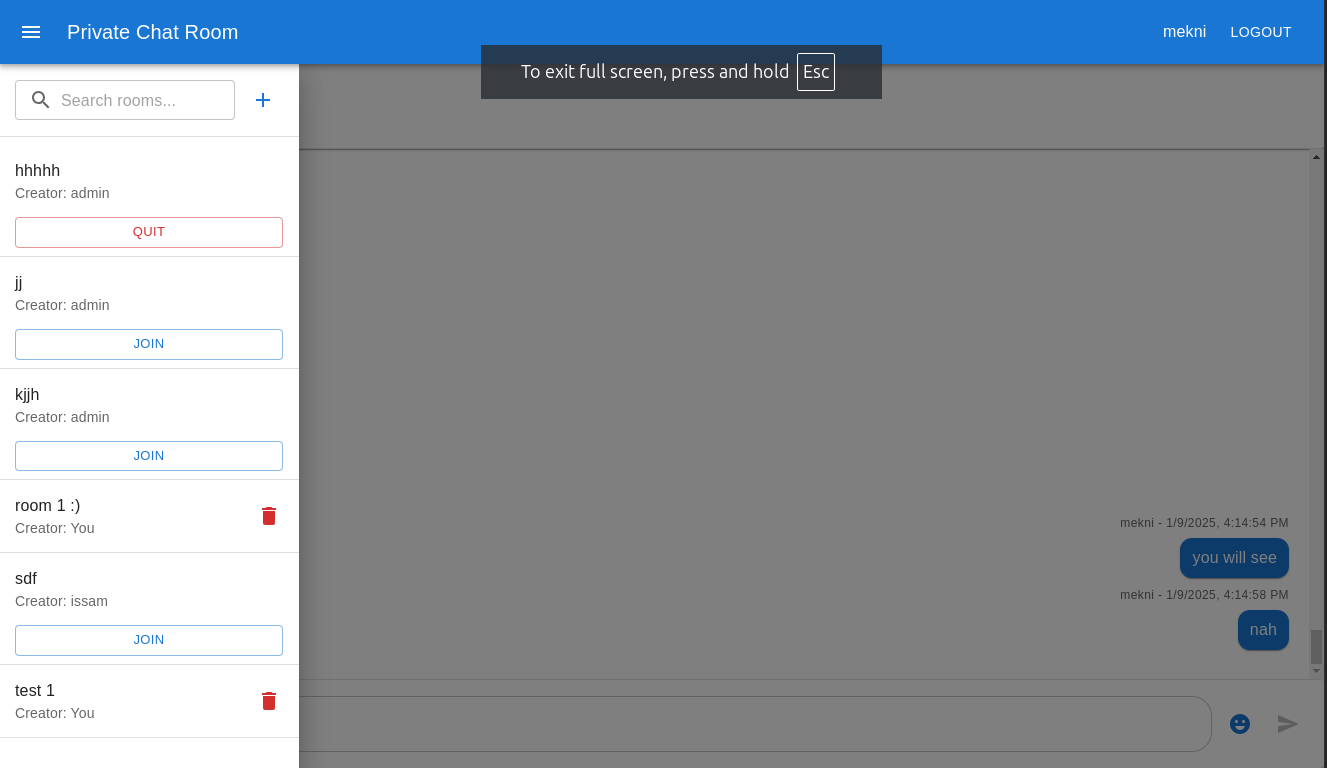 Private Chat Room
mekni LOGOUT
To exit full screen, press and hold Esc
Search rooms...
hhhhh
Creator: admin
QUIT
jj
Creator: admin
JOIN
kjjh
Creator: admin
JOIN
room 1 :)
Creator: You
sdf
Creator: issam
JOIN
test 1
Creator: You
mekni - 1/9/2025, 4:14:54 PM
you will see
mekni - 1/9/2025, 4:14:58 PM
nah